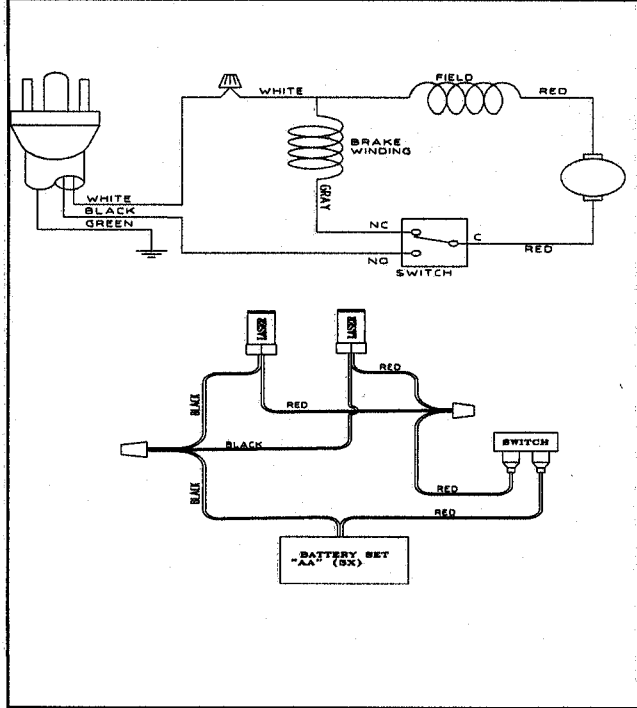 FIELD
WHITE
RED
BRAKE
WINDING
GRAY
WHITE
BLACK
GREEN
NC
C
NO
RED
SWITCH
LASER
LASER
RED
BLACK
RED
BLACK
SWITCH
BLACK
RED
RED
BATTERY SET
"AA" (3X)